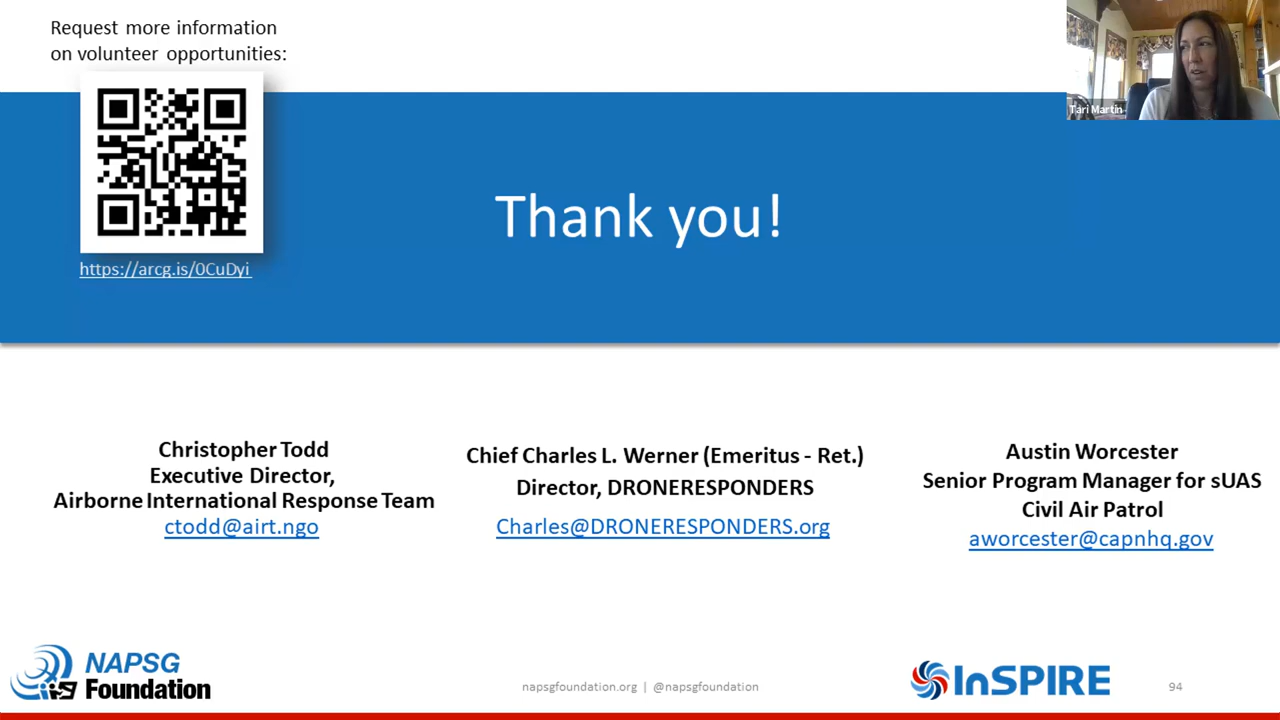 Request more information
on volunteer opportunities:
Tari Martin
Thank you!
https://arcg.is/0CuDyi
Christopher Todd
Executive Director,
Airborne International Response Team
ctodd@airt.ngo
Chief Charles L. Werner (Emeritus - Ret.)
Director, DRONERESPONDERS
Charles@DRONERESPONDERS.org
Austin Worcester
Senior Program Manager for sUAS
Civil Air Patrol
aworcester@capnhq.gov
NAPSG
Foundation
napsgfoundation.org | @napsgfoundation
InSPIRE
94